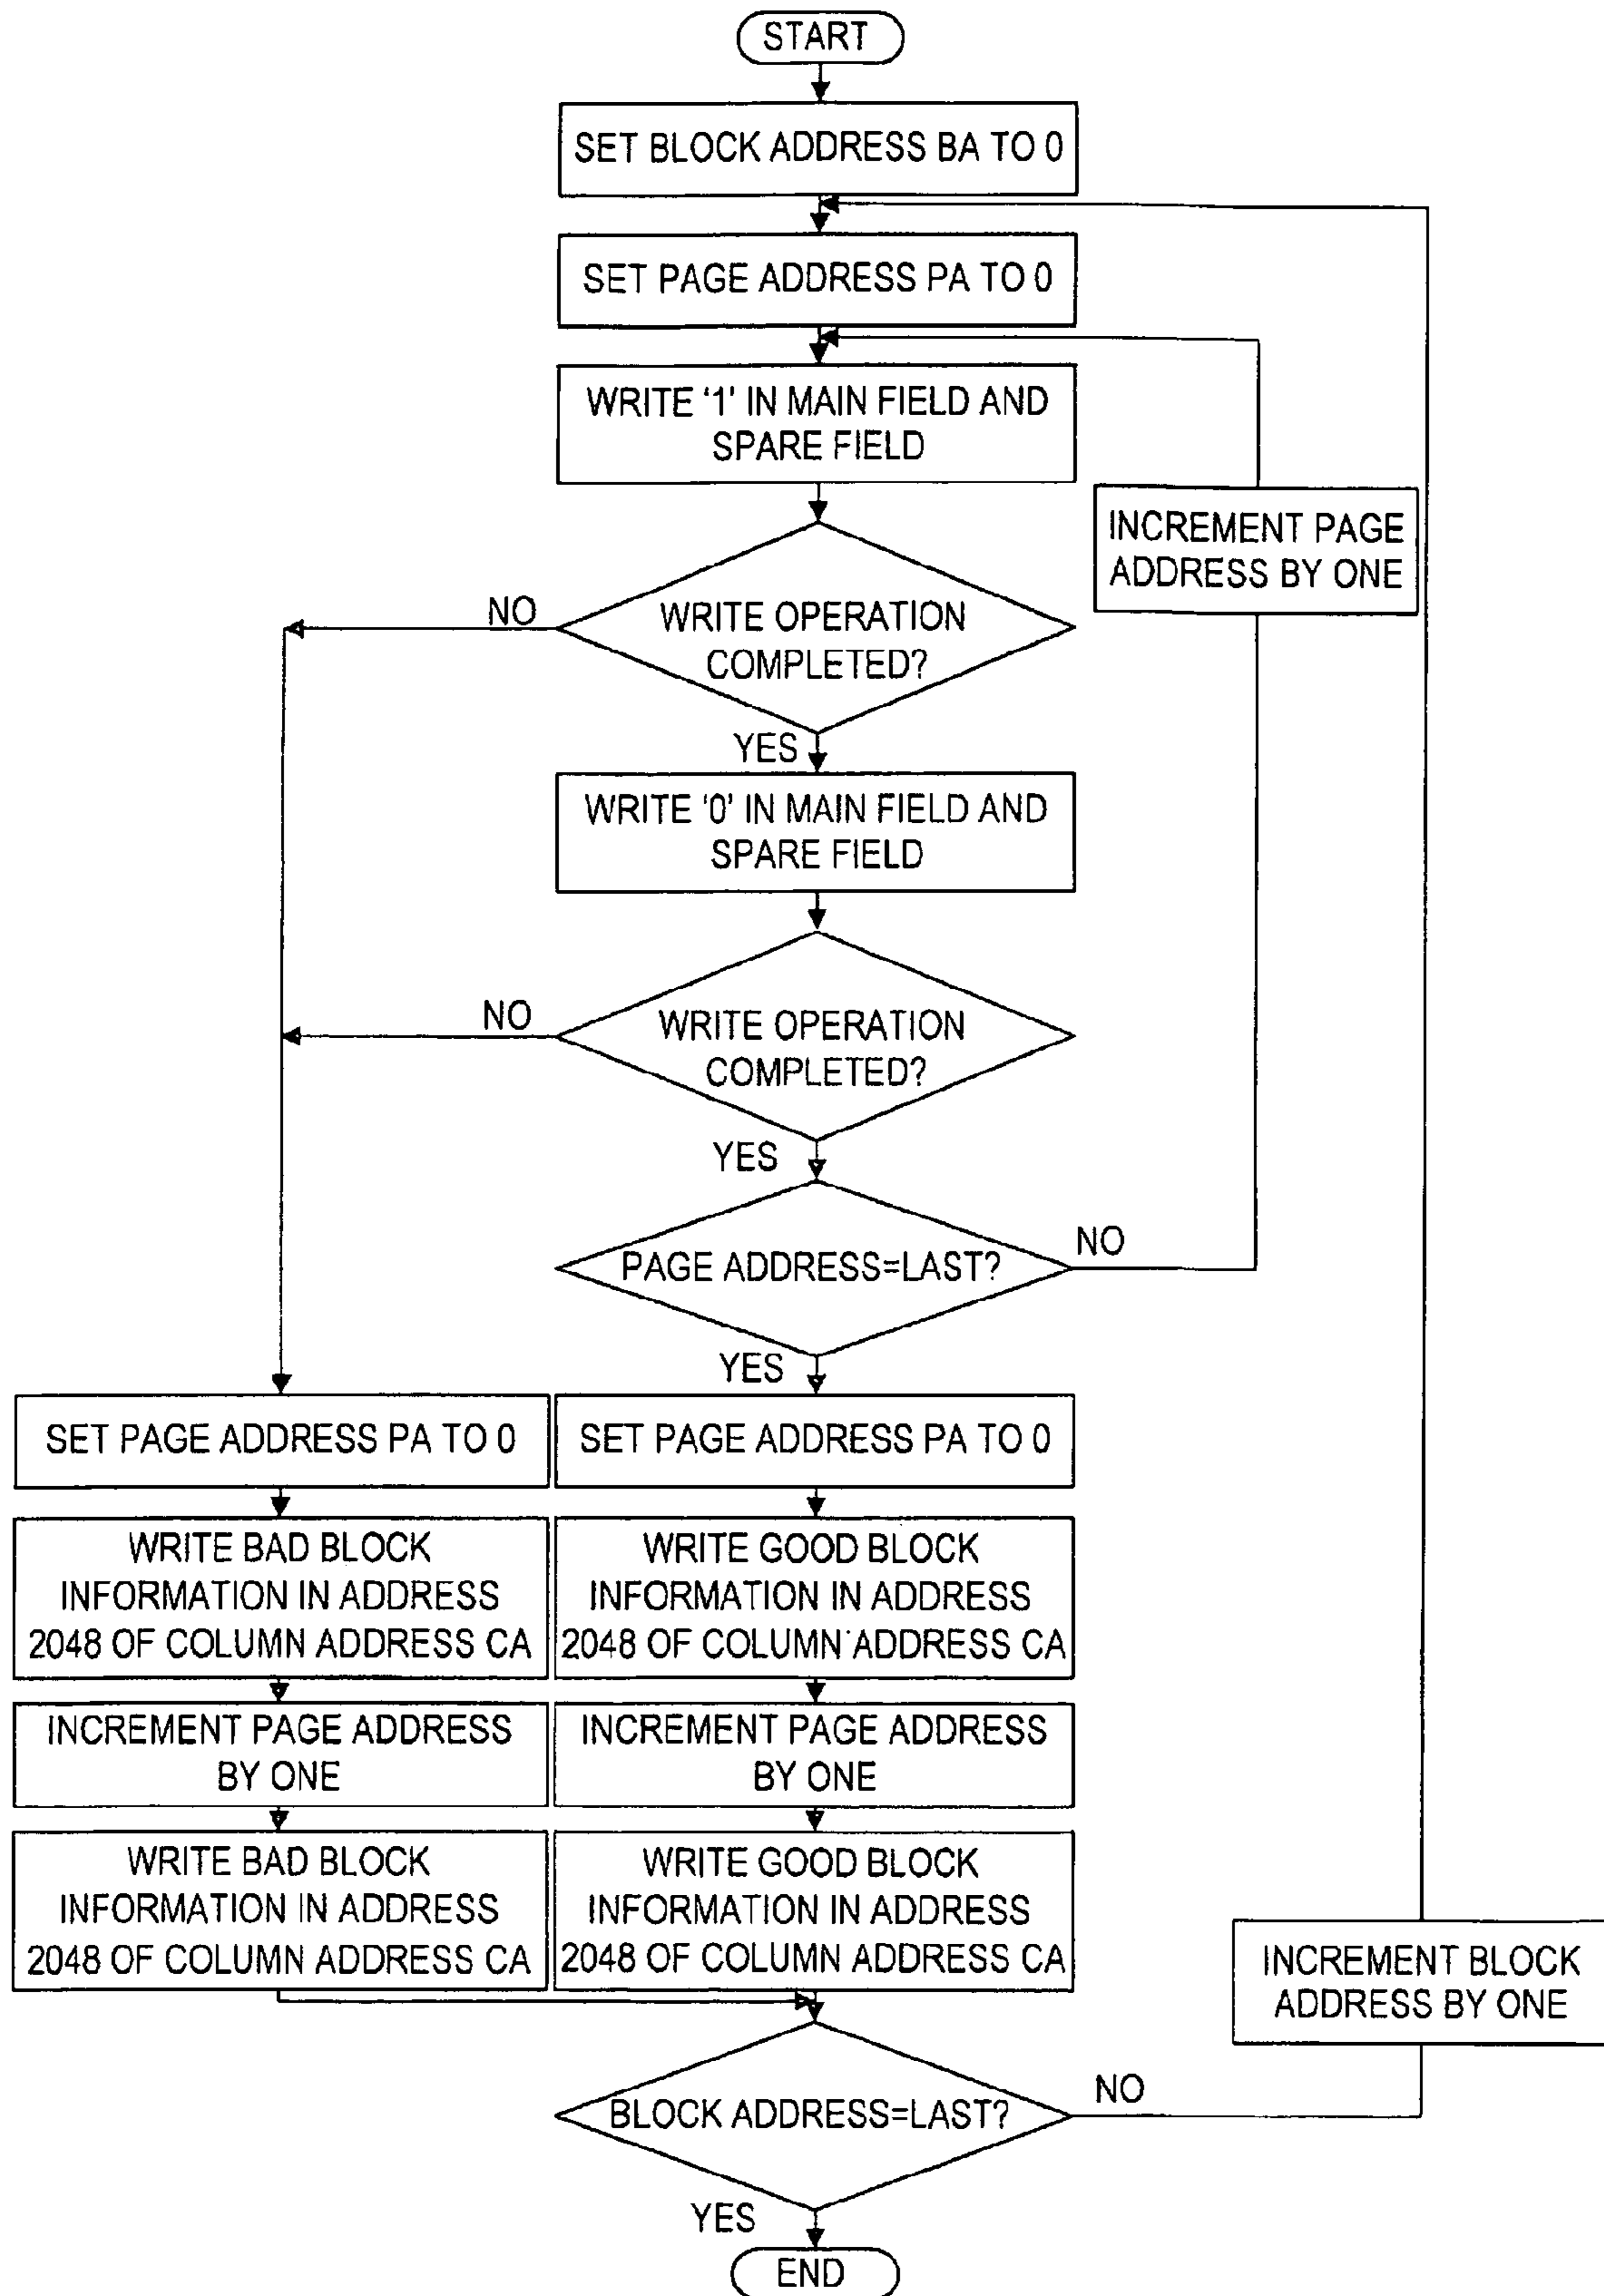 START
SET BLOCK ADDRESS BA TO 0
SET PAGE ADDRESS PA TO 0
WRITE ‘1’ IN MAIN FIELD AND
SPARE FIELD
INCREMENT PAGE
ADDRESS BY ONE
NO
WRITE OPERATION
COMPLETED?
YES
WRITE ‘0’ IN MAIN FIELD AND
SPARE FIELD
NO
WRITE OPERATION
COMPLETED?
YES
PAGE ADDRESS=LAST?
NO
YES
SET PAGE ADDRESS PA TO 0
WRITE BAD BLOCK
INFORMATION IN ADDRESS
2048 OF COLUMN ADDRESS CA
INCREMENT PAGE ADDRESS
BY ONE
WRITE BAD BLOCK
INFORMATION IN ADDRESS
2048 OF COLUMN ADDRESS CA
SET PAGE ADDRESS PA TO 0
WRITE GOOD BLOCK
INFORMATION IN ADDRESS
2048 OF COLUMN ADDRESS CA
INCREMENT PAGE ADDRESS
BY ONE
WRITE GOOD BLOCK
INFORMATION IN ADDRESS
2048 OF COLUMN ADDRESS CA
INCREMENT BLOCK
ADDRESS BY ONE
BLOCK ADDRESS=LAST?
NO
YES
END